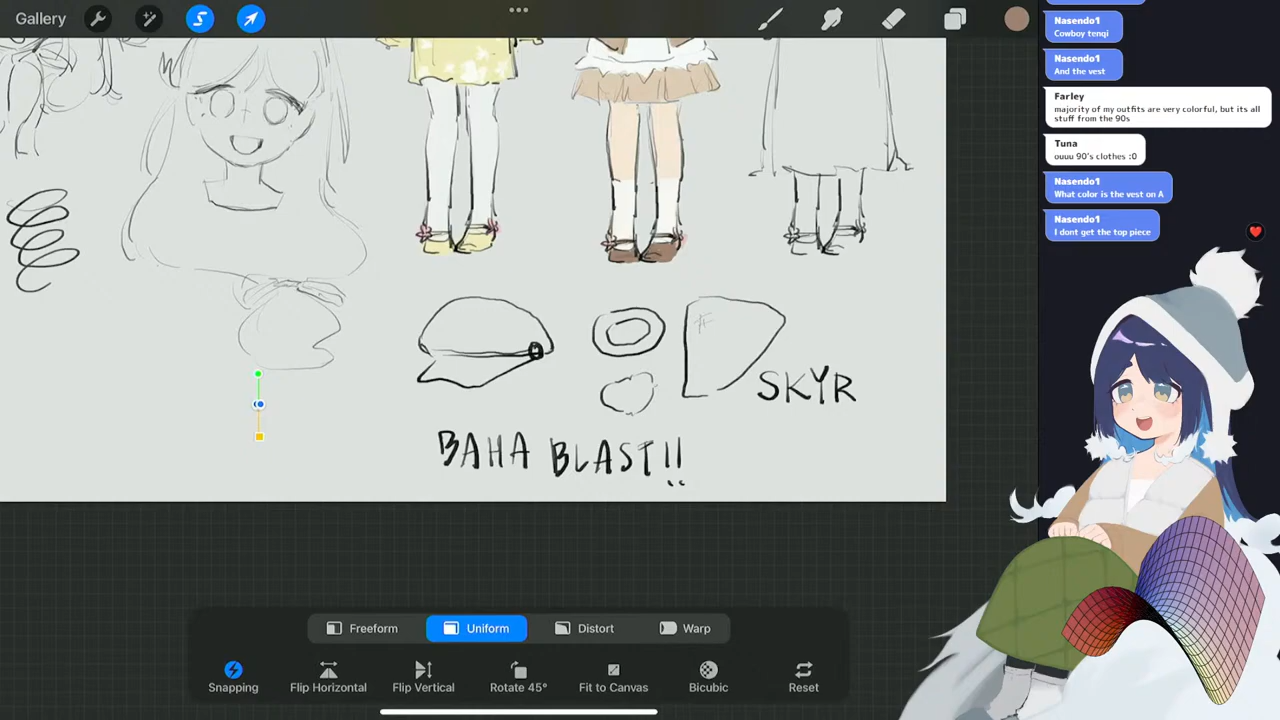 Gallery
Nasendo1
Cowboy tenqi
Nasendo1
And the vest
Farley
majority of my outfits are very colorful, but its all
stuff from the 90s
Tuna
ouuu 90's clothes :0
Nasendo1
What color is the vest on A
Nasendo1
I dont get the top piece
SKYR
BAHA BLAST!!
Freeform
Uniform
Distort
Warp
Snapping
Flip Horizontal
Flip Vertical
Rotate 45°
Fit to Canvas
Bicubic
Reset